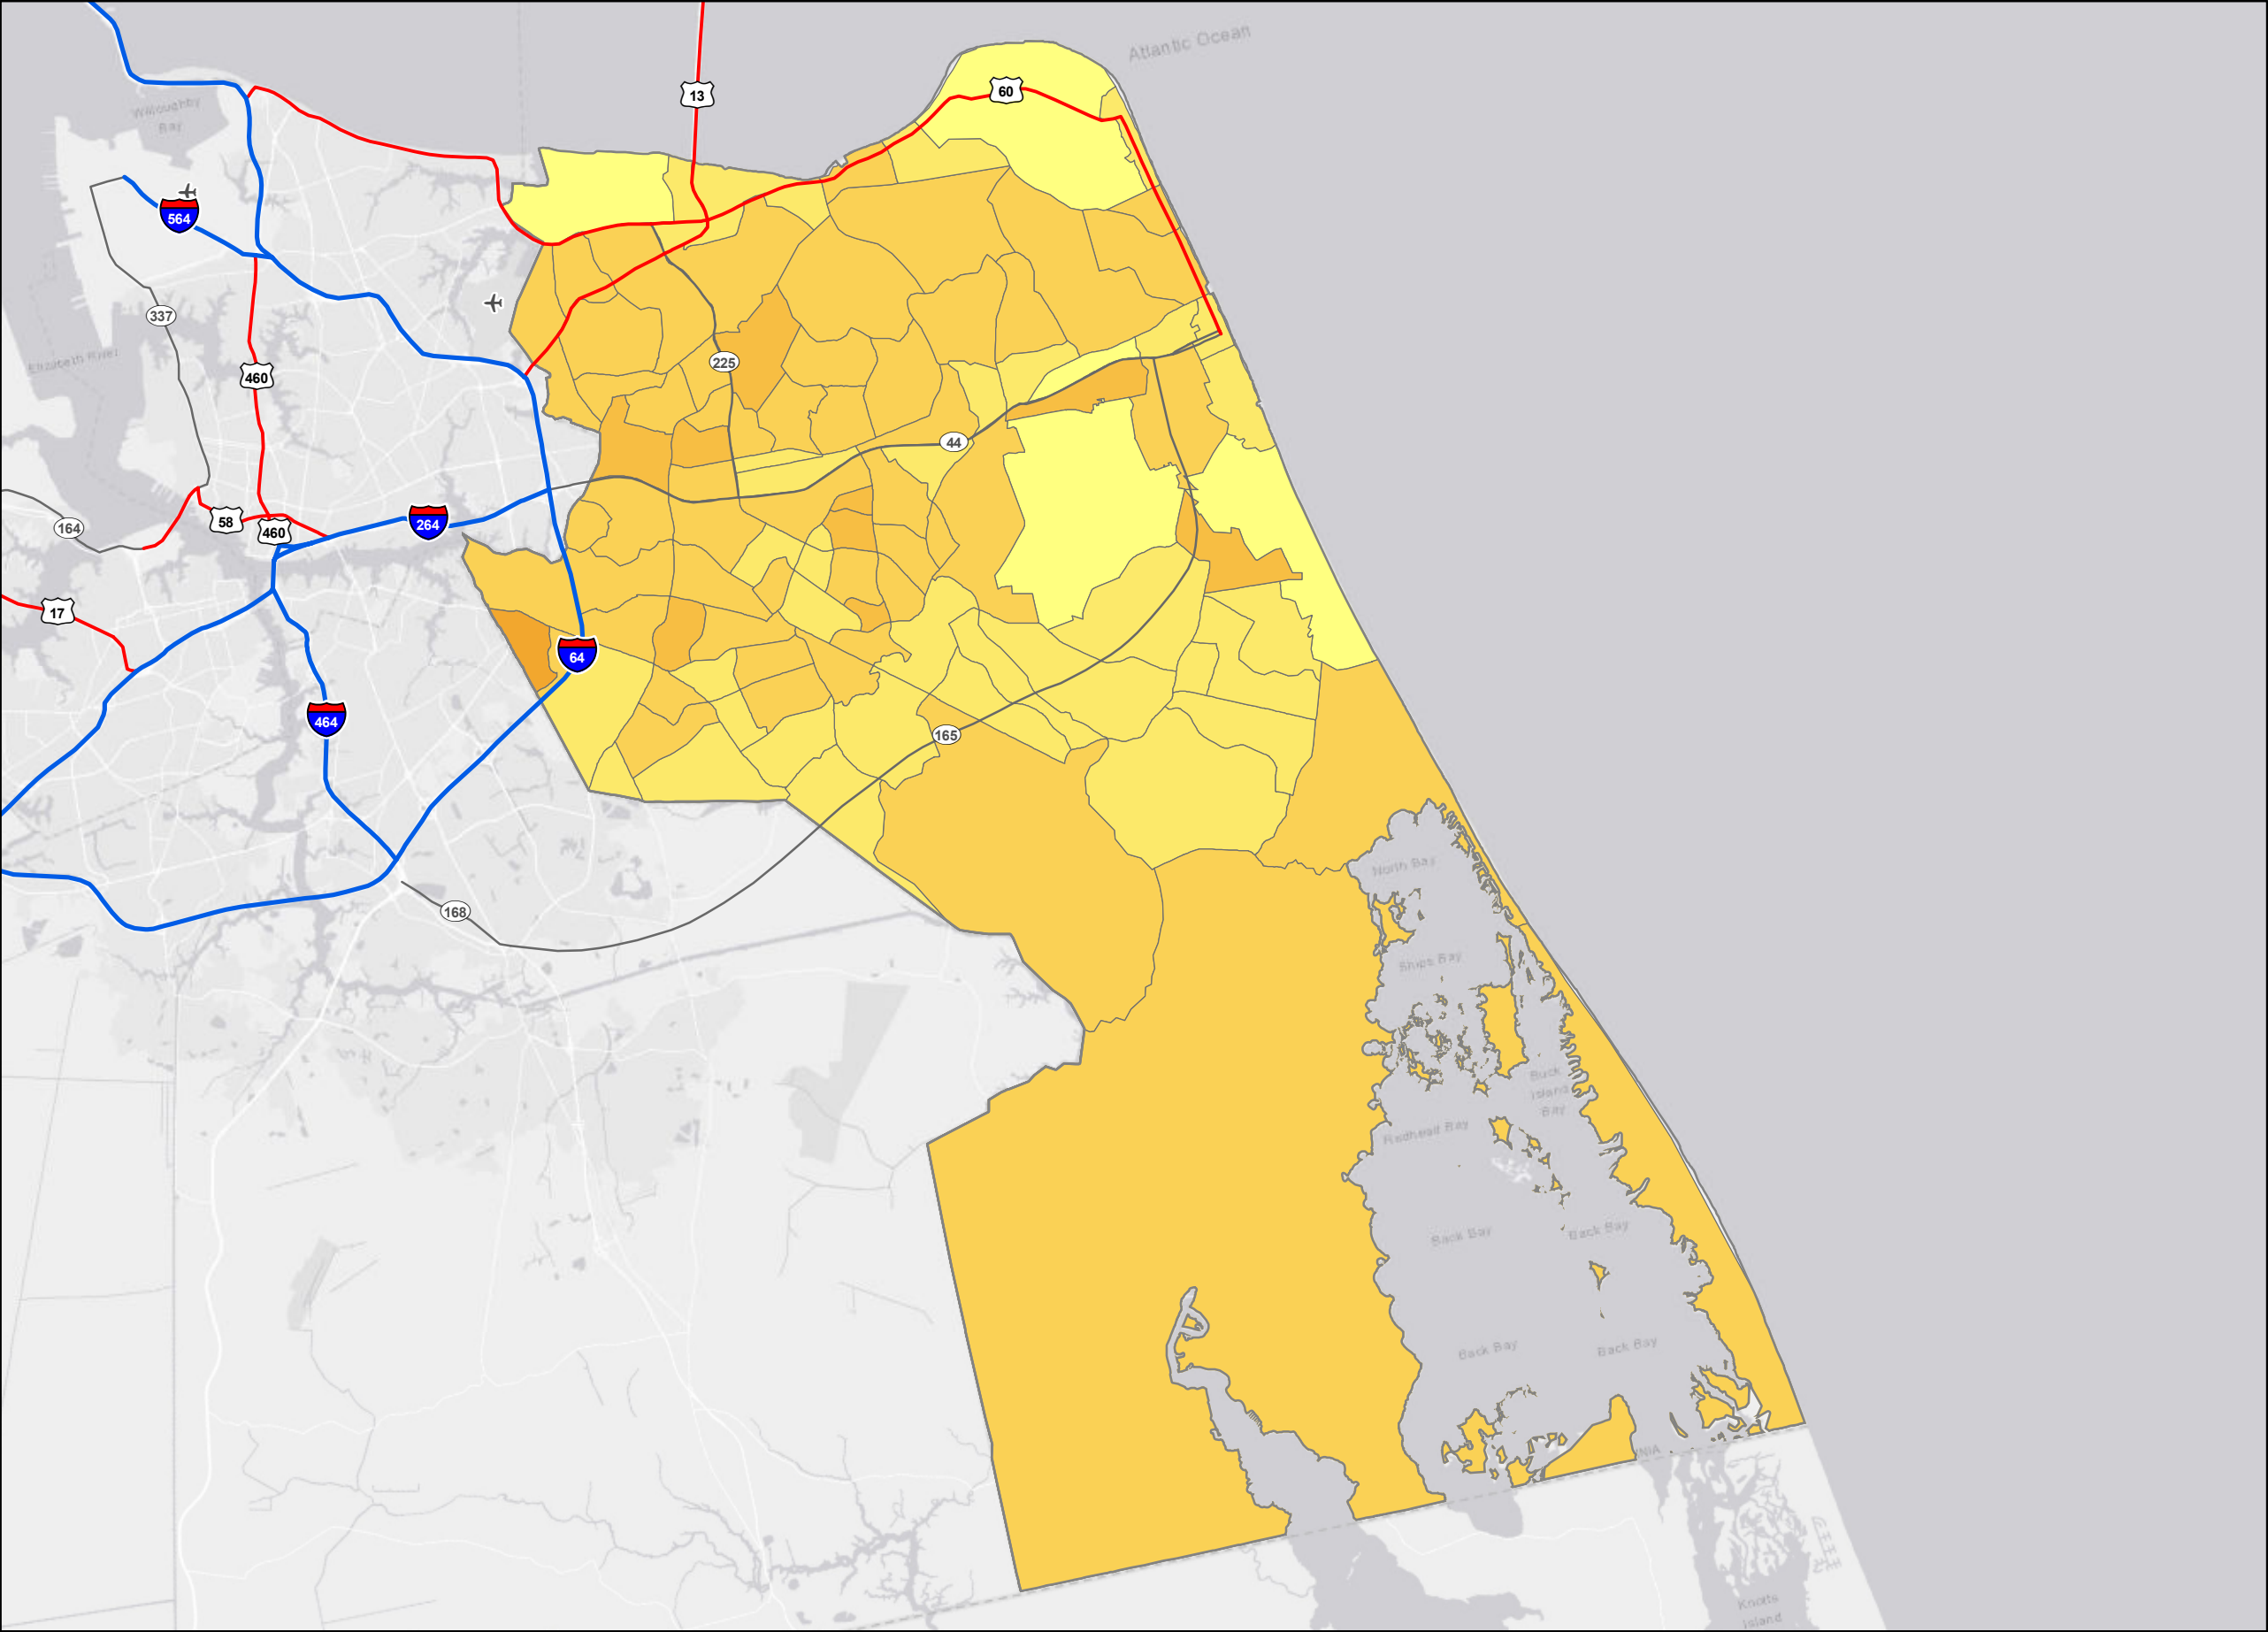 Atlantic Ocean
13
60
Willoughby
Bay
564
337
Elizabeth River
460
225
44
164
58
460
264
17
64
464
165
North Bay
168
Ships Bay
Buck
Island
Bay
Redhead Bay
Back Bay
Back Bay
Back Bay
Back Bay
Knotts
Island